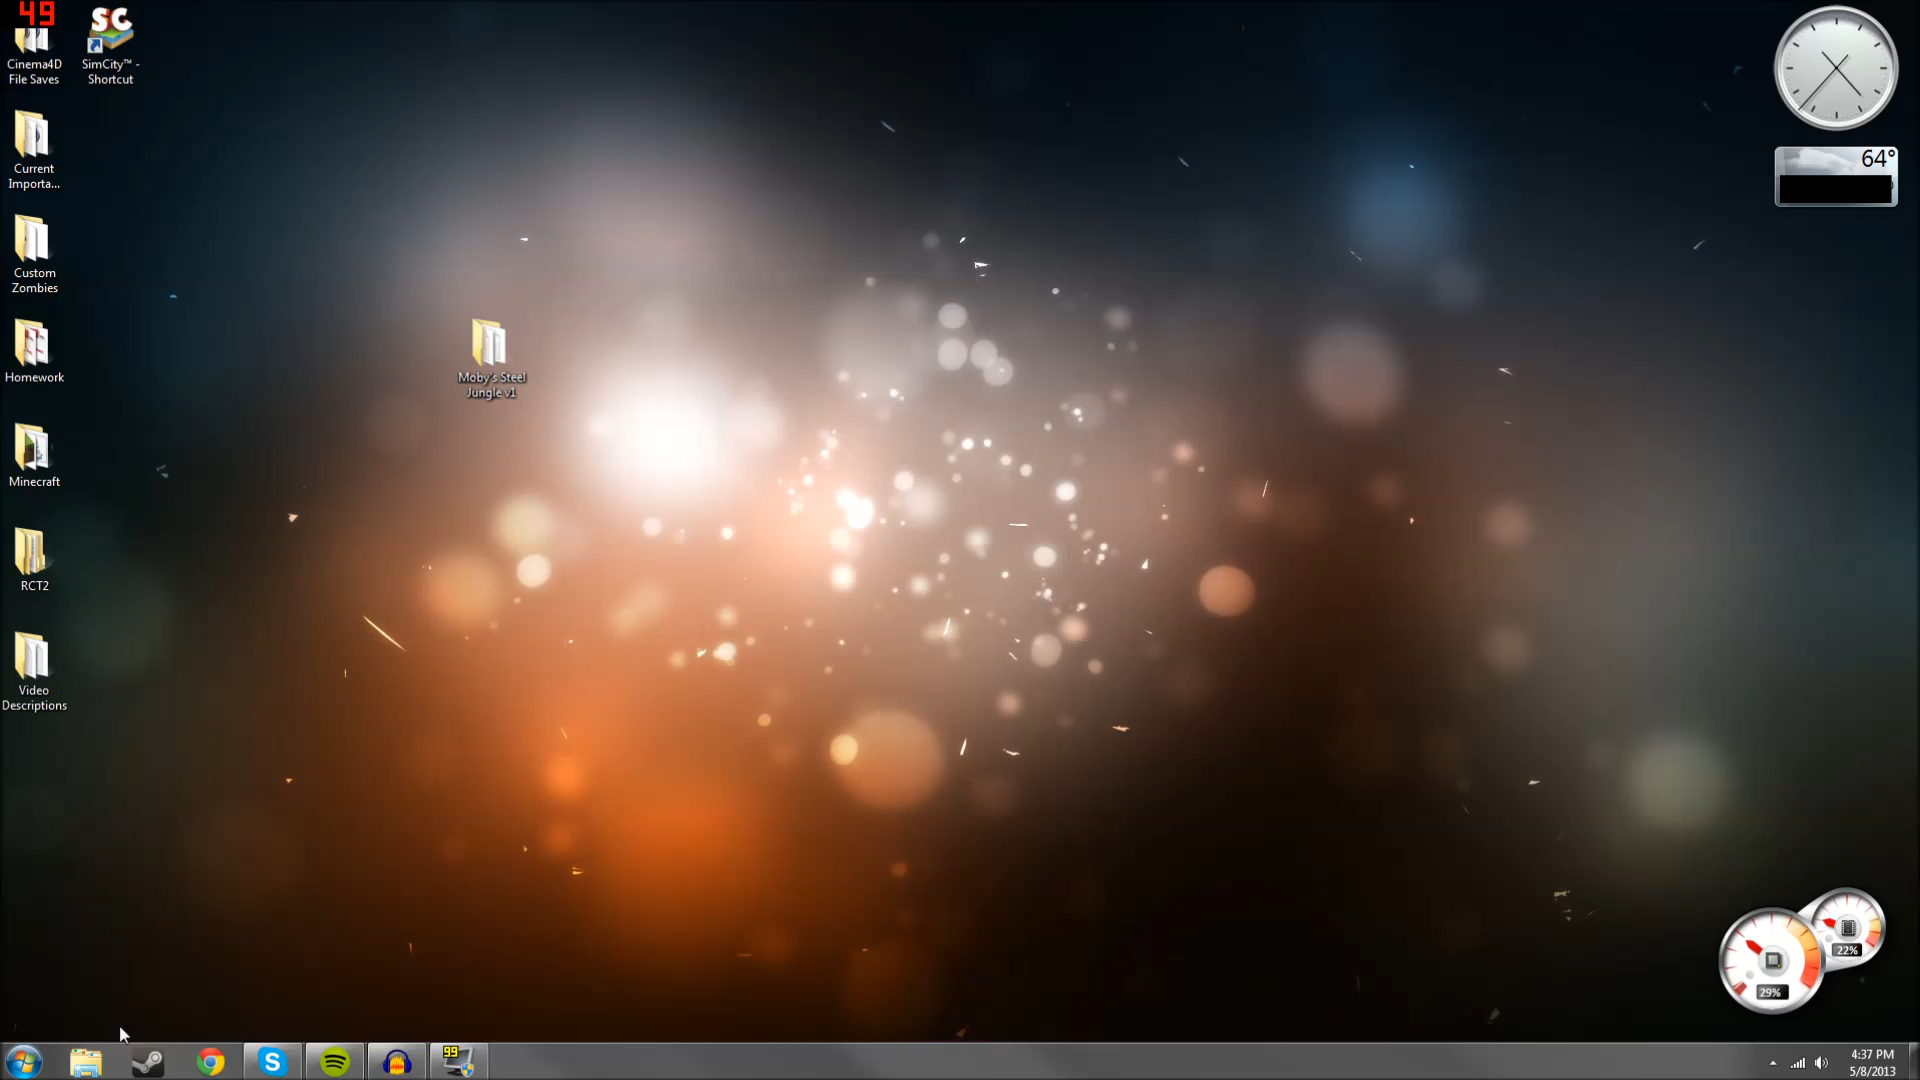 49
SC
Cinema4D
File Saves
SimCity™ -
Shortcut
Current
Importa...
Custom
Zombies
Homework
Minecraft
RCT2
Video
Descriptions
Moby's Steel
Jungle v1
64°
22%
29%
S
99
4:37 PM
5/8/2013